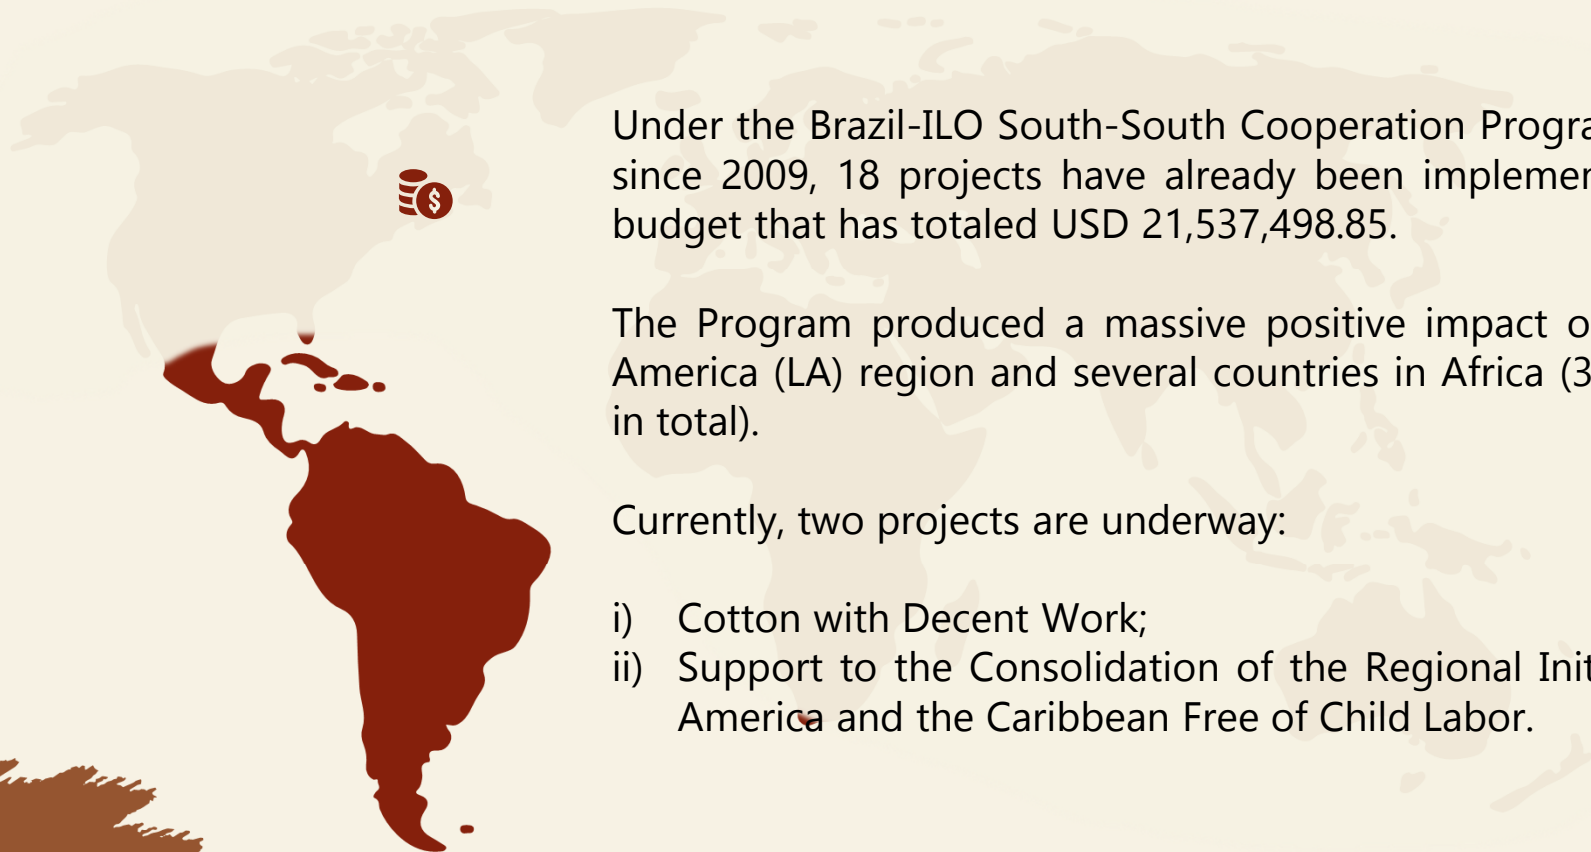 Under the Brazil-ILO South-South Cooperation Progra
since 2009, 18 projects have already been implemen
budget that has totaled USD 21,537,498.85.
The Program produced a massive positive impact o
America (LA) region and several countries in Africa (3
in total).
Currently, two projects are underway:
i) Cotton with Decent Work;
ii) Support to the Consolidation of the Regional Init
America and the Caribbean Free of Child Labor.